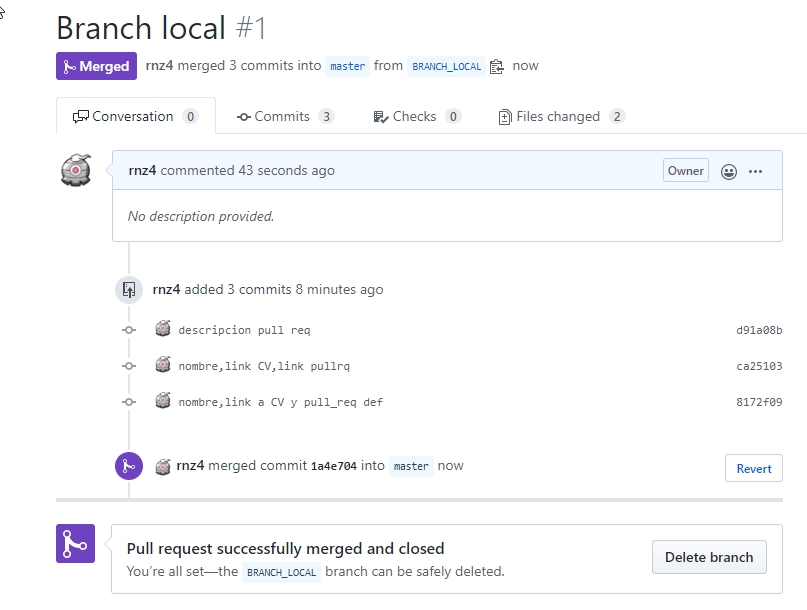 Branch local #1
Merged rnz4 merged 3 commits into master from BRANCH_LOCAL now
Conversation 0 Commits 3 Checks 0 Files changed 2
rnz4 commented 43 seconds ago Owner ...
No description provided.
rnz4 added 3 commits 8 minutes ago
descripcion pull req d91a08b
nombre,link CV,link pullrq ca25103
nombre,link a CV y pull_req def 8172f09
rnz4 merged commit 1a4e704 into master now Revert
Pull request successfully merged and closed
You’re all set—the BRANCH_LOCAL branch can be safely deleted.
Delete branch